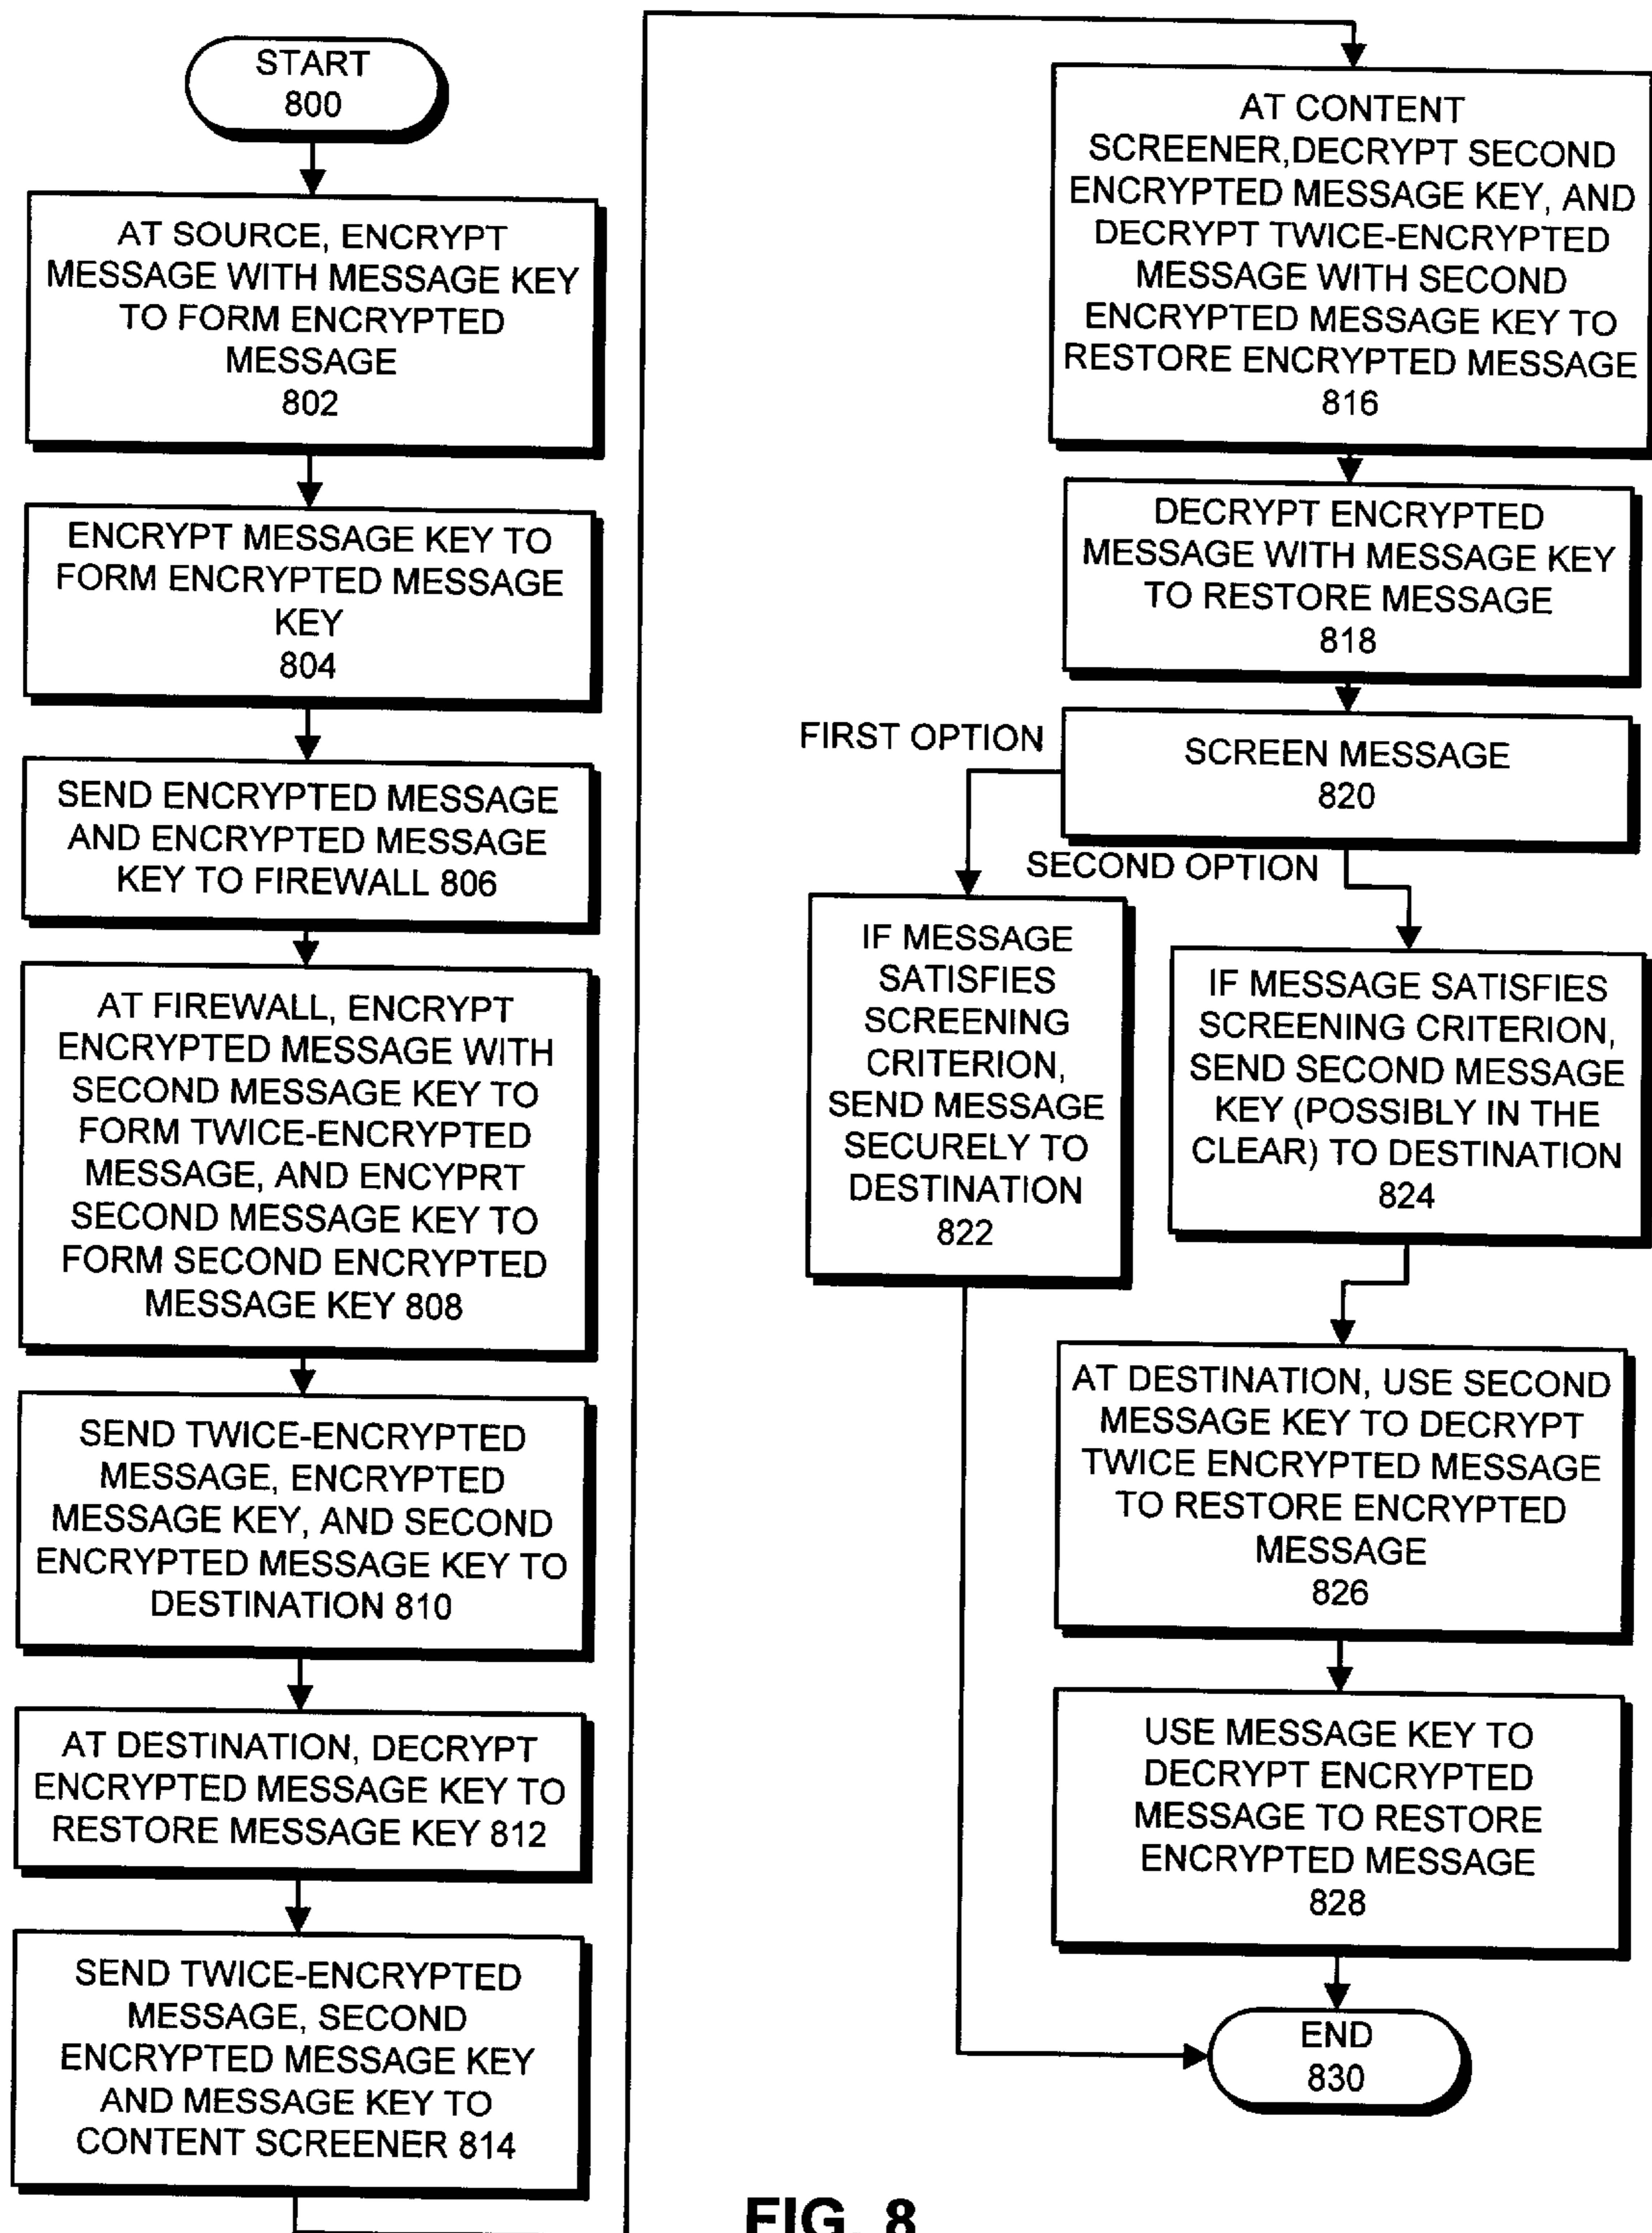 START
800
AT SOURCE, ENCRYPT
MESSAGE WITH MESSAGE KEY
TO FORM ENCRYPTED
MESSAGE
802
ENCRYPT MESSAGE KEY TO
FORM ENCRYPTED MESSAGE
KEY
804
SEND ENCRYPTED MESSAGE
AND ENCRYPTED MESSAGE
KEY TO FIREWALL 806
AT FIREWALL, ENCRYPT
ENCRYPTED MESSAGE WITH
SECOND MESSAGE KEY TO
FORM TWICE-ENCRYPTED
MESSAGE, AND ENCYPRT
SECOND MESSAGE KEY TO
FORM SECOND ENCRYPTED
MESSAGE KEY 808
SEND TWICE-ENCRYPTED
MESSAGE, ENCRYPTED
MESSAGE KEY, AND SECOND
ENCRYPTED MESSAGE KEY TO
DESTINATION 810
AT DESTINATION, DECRYPT
ENCRYPTED MESSAGE KEY TO
RESTORE MESSAGE KEY 812
SEND TWICE-ENCRYPTED
MESSAGE, SECOND
ENCRYPTED MESSAGE KEY
AND MESSAGE KEY TO
CONTENT SCREENER 814
AT CONTENT
SCREENER,DECRYPT SECOND
ENCRYPTED MESSAGE KEY, AND
DECRYPT TWICE-ENCRYPTED
MESSAGE WITH SECOND
ENCRYPTED MESSAGE KEY TO
RESTORE ENCRYPTED MESSAGE
816
DECRYPT ENCRYPTED
MESSAGE WITH MESSAGE KEY
TO RESTORE MESSAGE
818
SCREEN MESSAGE
820
FIRST OPTION
SECOND OPTION
IF MESSAGE
SATISFIES
SCREENING
CRITERION,
SEND MESSAGE
SECURELY TO
DESTINATION
822
IF MESSAGE SATISFIES
SCREENING CRITERION,
SEND SECOND MESSAGE
KEY (POSSIBLY IN THE
CLEAR) TO DESTINATION
824
AT DESTINATION, USE SECOND
MESSAGE KEY TO DECRYPT
TWICE ENCRYPTED MESSAGE
TO RESTORE ENCRYPTED
MESSAGE
826
USE MESSAGE KEY TO
DECRYPT ENCRYPTED
MESSAGE TO RESTORE
ENCRYPTED MESSAGE
828
END
830
FIG. 8